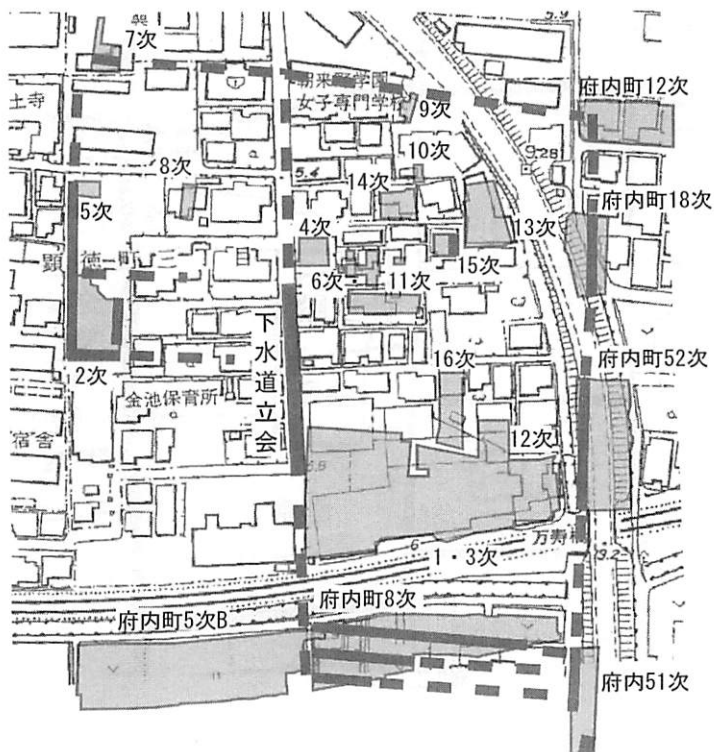 7次
朝来野学園
女子専門学校
9次
府内町12次
土寺
8次
10次
9.28
5.4
14次
5次
府内町18次
4次
13次
顕徳町三
15次
6次
11次
下水道立会
2次
16次
府内町52次
金池保育所
宿舎
12次
万寿橋
1・3次
府内町8次
府内町5次B
府内51次